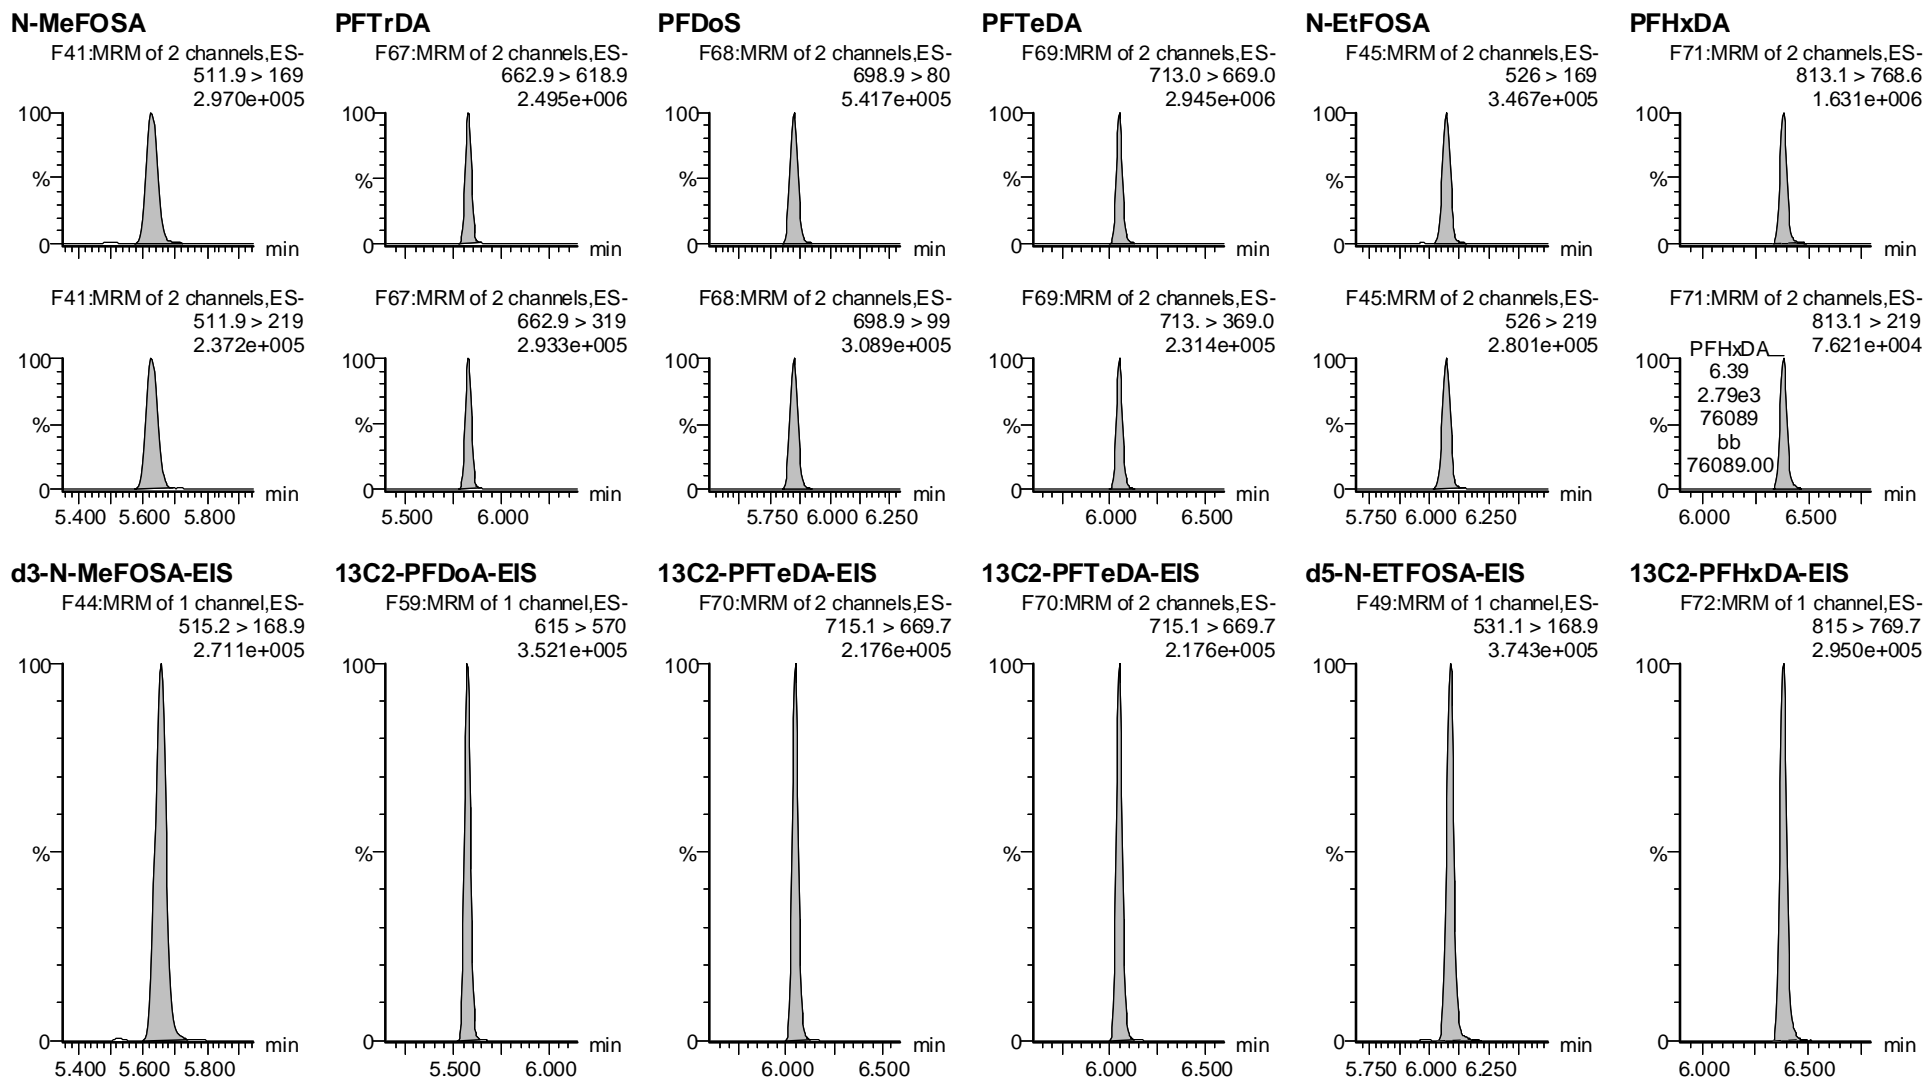 N-MeFOSA
F41:MRM of 2 channels,ES-
511.9 > 169
2.970e+005
100
%
0
min
F41:MRM of 2 channels,ES-
511.9 > 219
2.372e+005
100
%
0
min
5.400 5.600 5.800
PFTrDA
F67:MRM of 2 channels,ES-
662.9 > 618.9
2.495e+006
100
%
0
min
F67:MRM of 2 channels,ES-
662.9 > 319
2.933e+005
100
%
0
min
5.500 6.000
PFDoS
F68:MRM of 2 channels,ES-
698.9 > 80
5.417e+005
100
%
0
min
F68:MRM of 2 channels,ES-
698.9 > 99
3.089e+005
100
%
0
min
5.750 6.000 6.250
PFTeDA
F69:MRM of 2 channels,ES-
713.0 > 669.0
2.945e+006
100
%
0
min
F69:MRM of 2 channels,ES-
713. > 369.0
2.314e+005
100
%
0
min
6.000 6.500
N-EtFOSA
F45:MRM of 2 channels,ES-
526 > 169
3.467e+005
100
%
0
min
F45:MRM of 2 channels,ES-
526 > 219
2.801e+005
100
%
0
min
5.750 6.000 6.250
PFHxDA
F71:MRM of 2 channels,ES-
813.1 > 768.6
1.631e+006
100
%
0
min
F71:MRM of 2 channels,ES-
813.1 > 219
7.621e+004
100
%
0
PFHxDA
6.39
2.79e3
76089
bb
76089.00
min
6.000 6.500
d3-N-MeFOSA-EIS
F44:MRM of 1 channel,ES-
515.2 > 168.9
2.711e+005
100
%
0
min
5.400 5.600 5.800
13C2-PFDoA-EIS
F59:MRM of 1 channel,ES-
615 > 570
3.521e+005
100
%
0
min
5.500 6.000
13C2-PFTeDA-EIS
F70:MRM of 2 channels,ES-
715.1 > 669.7
2.176e+005
100
%
0
min
6.000 6.500
13C2-PFTeDA-EIS
F70:MRM of 2 channels,ES-
715.1 > 669.7
2.176e+005
100
%
0
min
6.000 6.500
d5-N-ETFOSA-EIS
F49:MRM of 1 channel,ES-
531.1 > 168.9
3.743e+005
100
%
0
min
5.750 6.000 6.250
13C2-PFHxDA-EIS
F72:MRM of 1 channel,ES-
815 > 769.7
2.950e+005
100
%
0
min
6.000 6.500